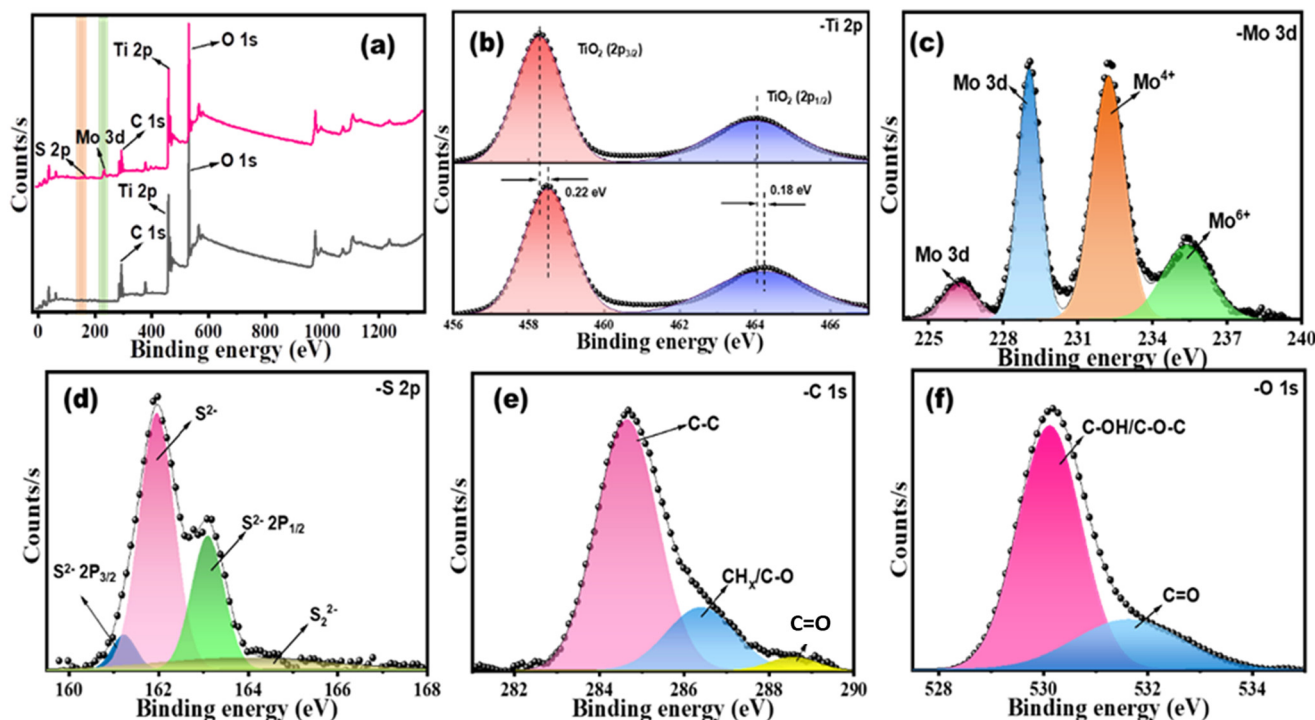 (a)
O 1s
Ti 2p
C 1s
Mo 3d
S 2p
O 1s
Ti 2p
C 1s
Counts/s
0 200 400 600 800 1000 1200
Binding energy (eV)
(b)
-Ti 2p
TiO₂ (2p₃/₂)
TiO₂ (2p₁/₂)
0.22 eV
0.18 eV
Counts/s
456 458 460 462 464 466
Binding energy (eV)
(c)
-Mo 3d
Mo 3d
Mo⁴⁺
Mo⁶⁺
Mo 3d
Counts/s
225 228 231 234 237 240
Binding energy (eV)
(d)
-S 2p
S²⁻
S²⁻ 2P₁/₂
S²⁻ 2P₃/₂
S₂²⁻
Counts/s
160 162 164 166 168
Binding energy (eV)
(e)
-C 1s
C-C
CHₓ/C-O
C=O
Counts/s
282 284 286 288 290
Binding energy (eV)
(f)
-O 1s
C-OH/C-O-C
C=O
Counts/s
528 530 532 534
Binding energy (eV)